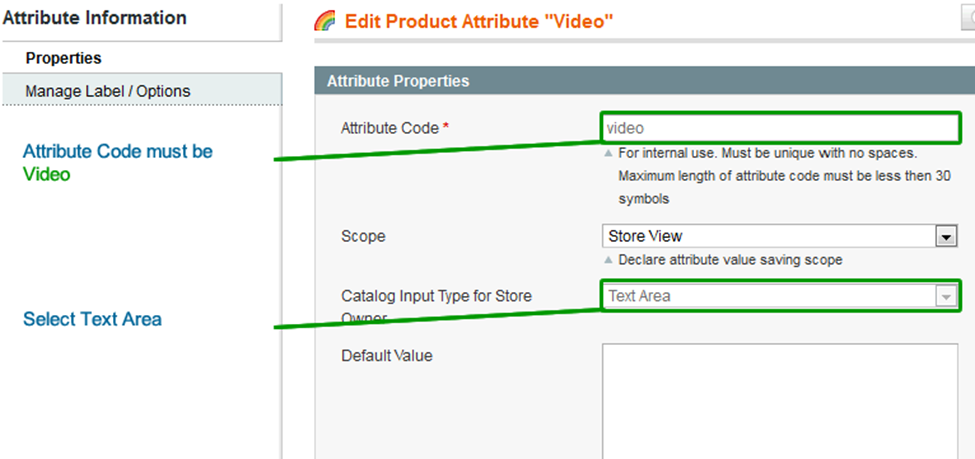 Attribute Information
Properties
Manage Label / Options
Attribute Code must be
Video
Select Text Area
Edit Product Attribute "Video"
Attribute Properties
Attribute Code *
video
For internal use. Must be unique with no spaces.
Maximum length of attribute code must be less then 30
symbols
Scope
Store View
Declare attribute value saving scope
Catalog Input Type for Store
Owner
Text Area
Default Value